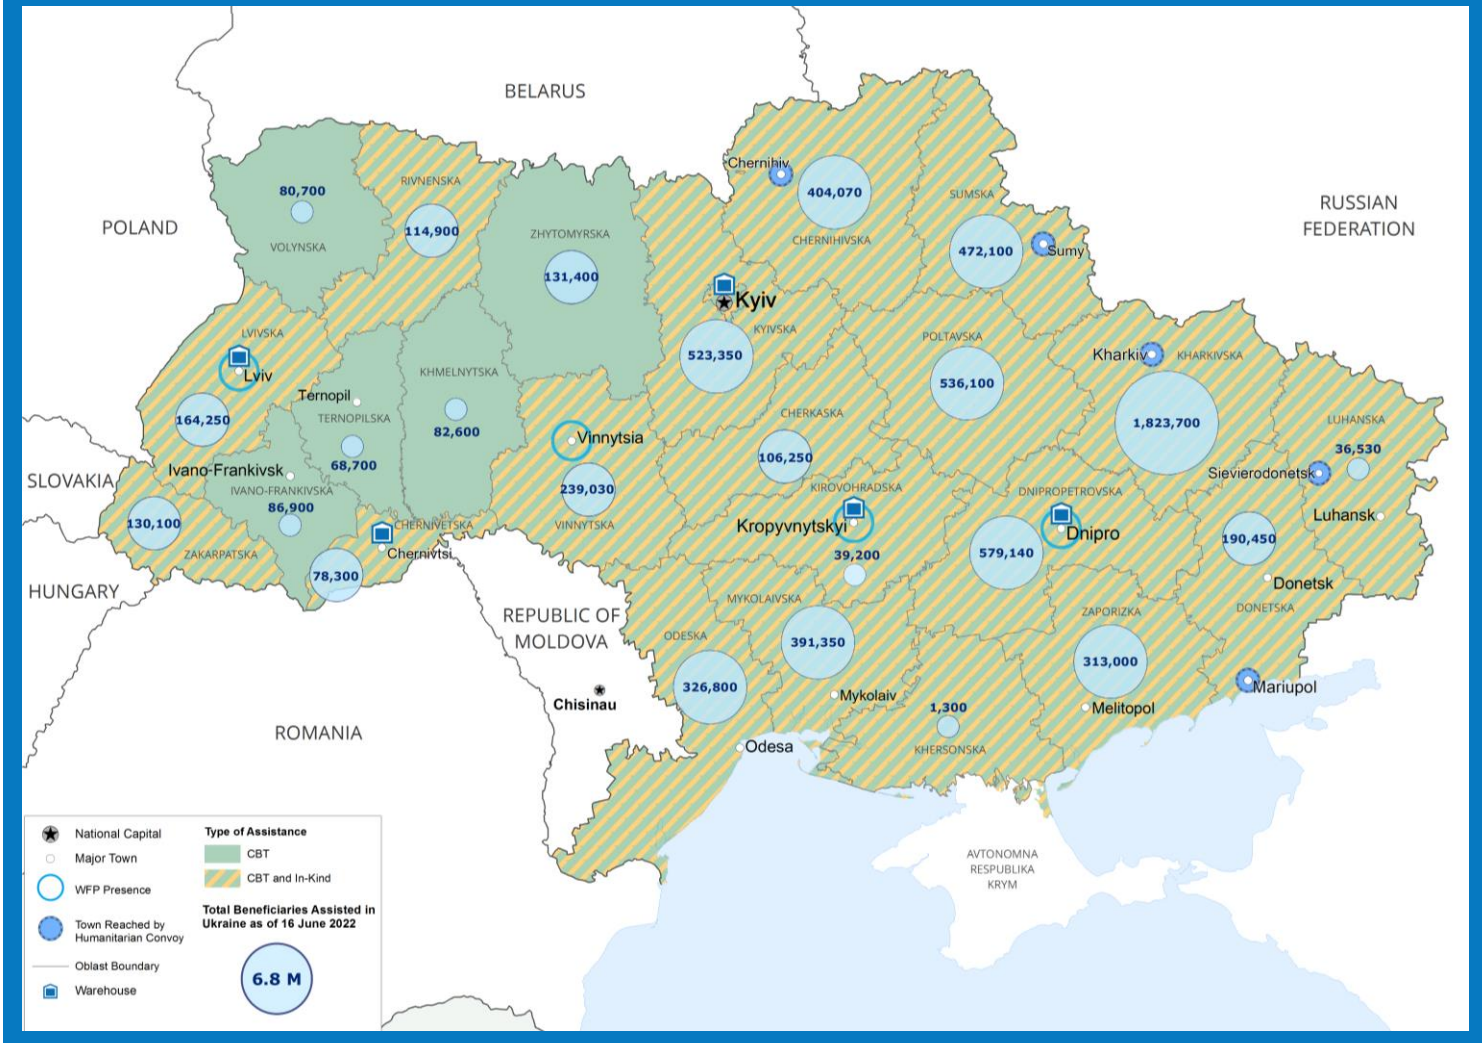 BELARUS
POLAND
RUSSIAN
FEDERATION
SLOVAKIA
HUNGARY
ROMANIA
REPUBLIC OF
MOLDOVA
Chisinau
80,700
VOLYNSKA
RIVNENSKA
114,900
ZHYTOMYRSKA
131,400
Chernihiv
404,070
CHERNIHIVSKA
SUMSKA
472,100
Sumy
Kyiv
KYIVSKA
523,350
LVIVSKA
Lviv
164,250
Ternopil
TERNOPILSKA
68,700
KHMELNYTSKA
82,600
Vinnytsia
239,030
VINNYTSKA
CHERKASKA
106,250
POLTAVSKA
536,100
Kharkiv
KHARKIVSKA
1,823,700
LUHANSKA
36,530
Sievierodonetsk
Luhansk
Ivano-Frankivsk
IVANO-FRANKIVSKA
86,900
130,100
ZAKARPATSKA
CHERNIVETSKA
Chernivtsi
78,300
KIROVOHRADSKA
Kropyvnytskyi
39,200
DNIPROPETROVSKA
Dnipro
579,140
190,450
Donetsk
DONETSKA
MYKOLAIVSKA
391,350
Mykolaiv
ODESKA
326,800
Odesa
ZAPORIZKA
313,000
Melitopol
Mariupol
1,300
KHERSONSKA
AVTONOMNA
RESPUBLIKA
KRYM
National Capital
Major Town
WFP Presence
Town Reached by
Humanitarian Convoy
Oblast Boundary
Warehouse
Type of Assistance
CBT
CBT and In-Kind
Total Beneficiaries Assisted in
Ukraine as of 16 June 2022
6.8 M